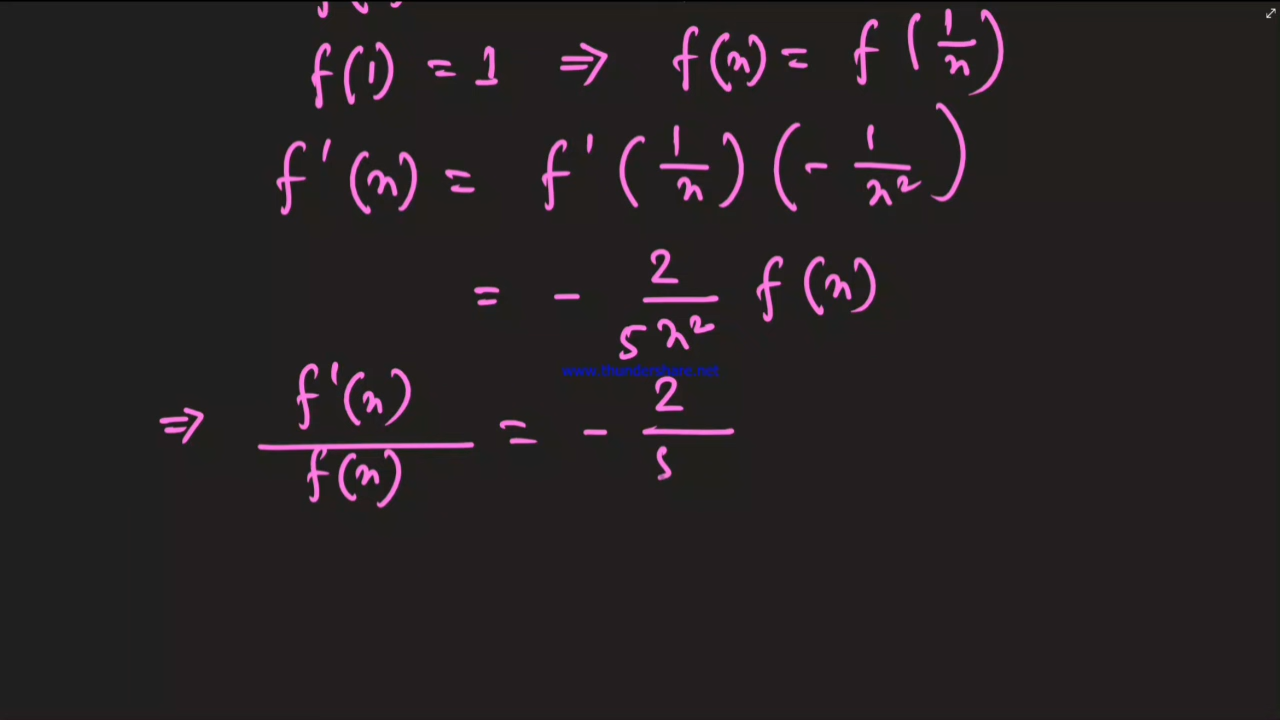 f(1) = 1 ⇒ f(x) = f(1/x)
f'(x) = f'(1/x)(-1/x²)
= - 2/5x² f(x)
www.thundershare.net
⇒ f'(x)/f(x) = - 2/5